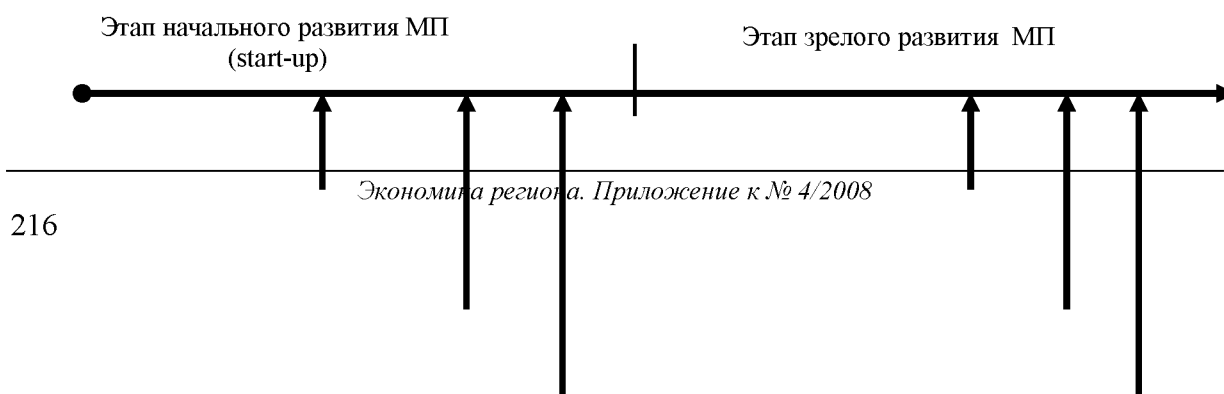 Этап начального развития МП
(start-up)
Этап зрелого развития МП
Экономика региона. Приложение к № 4/2008
216